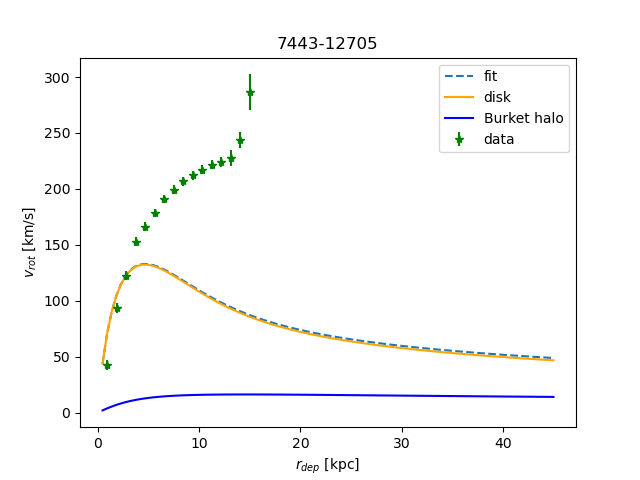 7443-12705
300
250
200
150
100
50
0
v_rot [km/s]
fit
disk
Burket halo
data
0 10 20 30 40
r_dep [kpc]